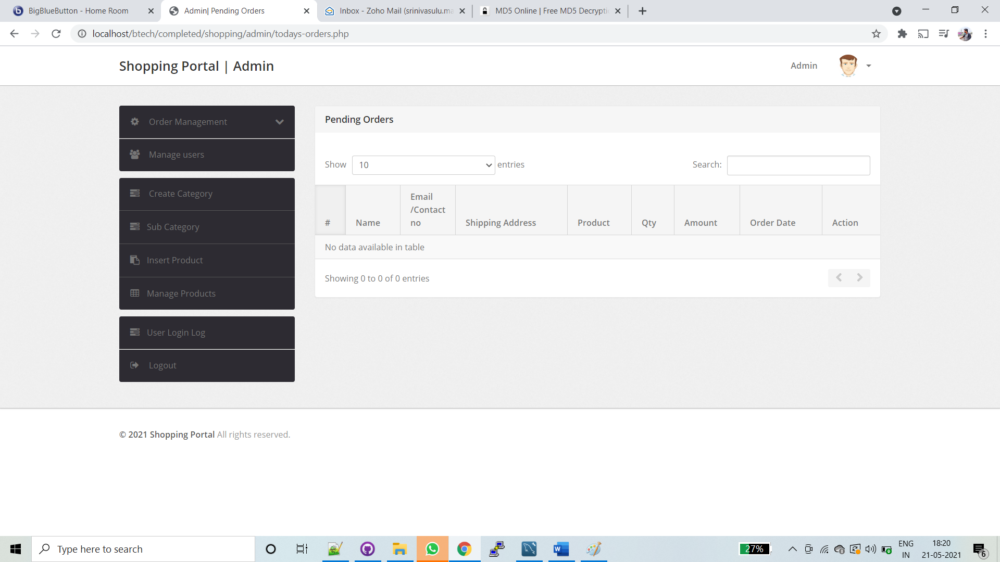 BigBlueButton - Home Room
Admin| Pending Orders
Inbox - Zoho Mail (srinivasulu.ma
MD5 Online | Free MD5 Decryptic
localhost/btech/completed/shopping/admin/todays-orders.php
Shopping Portal | Admin
Admin
Order Management
Manage users
Create Category
Sub Category
Insert Product
Manage Products
User Login Log
Logout
Pending Orders
Show 10 entries
Search:
# Name Email /Contact no Shipping Address Product Qty Amount Order Date Action
No data available in table
Showing 0 to 0 of 0 entries
© 2021 Shopping Portal All rights reserved.
Type here to search
27%
ENG
IN
18:20
21-05-2021
6